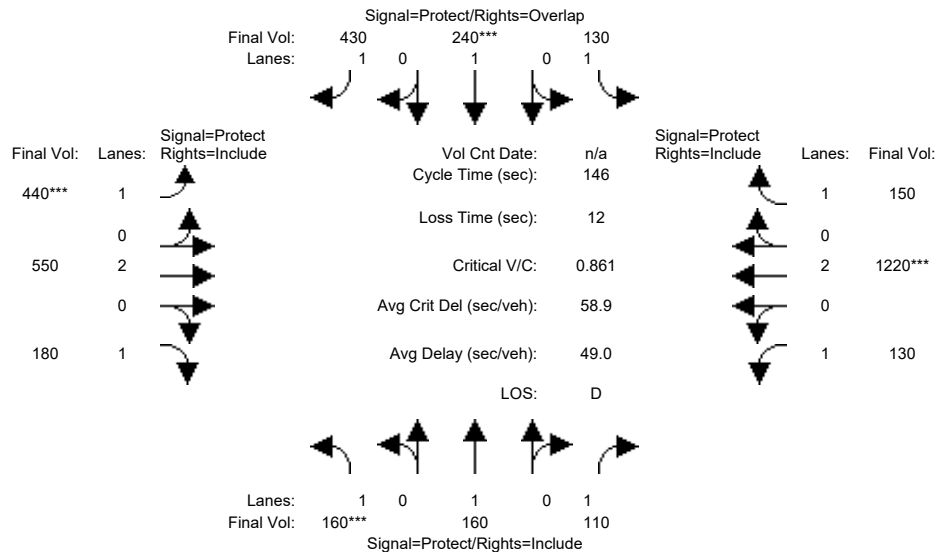 Signal=Protect/Rights=Overlap
Final Vol: 430 240*** 130
Lanes: 1 0 1 0 1
Signal=Protect Signal=Protect
Final Vol: Lanes: Rights=Include Vol Cnt Date: n/a Rights=Include Lanes: Final Vol:
Cycle Time (sec): 146
440*** 1 1 150
Loss Time (sec): 12
0 0
550 2 Critical V/C: 0.861 2 1220***
0 Avg Crit Del (sec/veh): 58.9 0
180 1 Avg Delay (sec/veh): 49.0 1 130
LOS: D
Lanes: 1 0 1 0 1
Final Vol: 160*** 160 110
Signal=Protect/Rights=Include